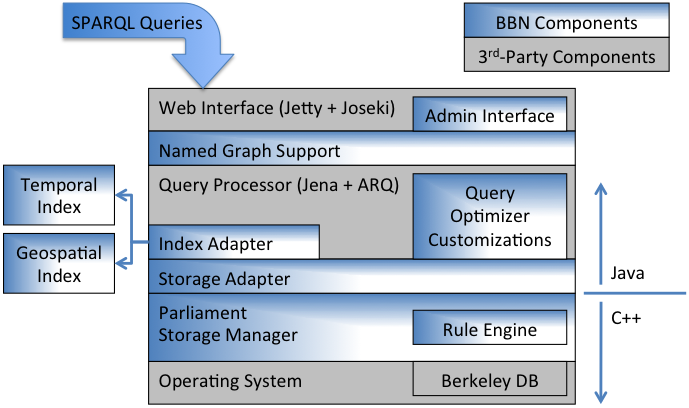 SPARQL Queries
BBN Components
3rd-Party Components
Web Interface (Jetty + Joseki)
Admin Interface
Named Graph Support
Query Processor (Jena + ARQ)
Query
Optimizer
Customizations
Temporal
Index
Geospatial
Index
Index Adapter
Storage Adapter
Java
C++
Parliament
Storage Manager
Rule Engine
Operating System
Berkeley DB